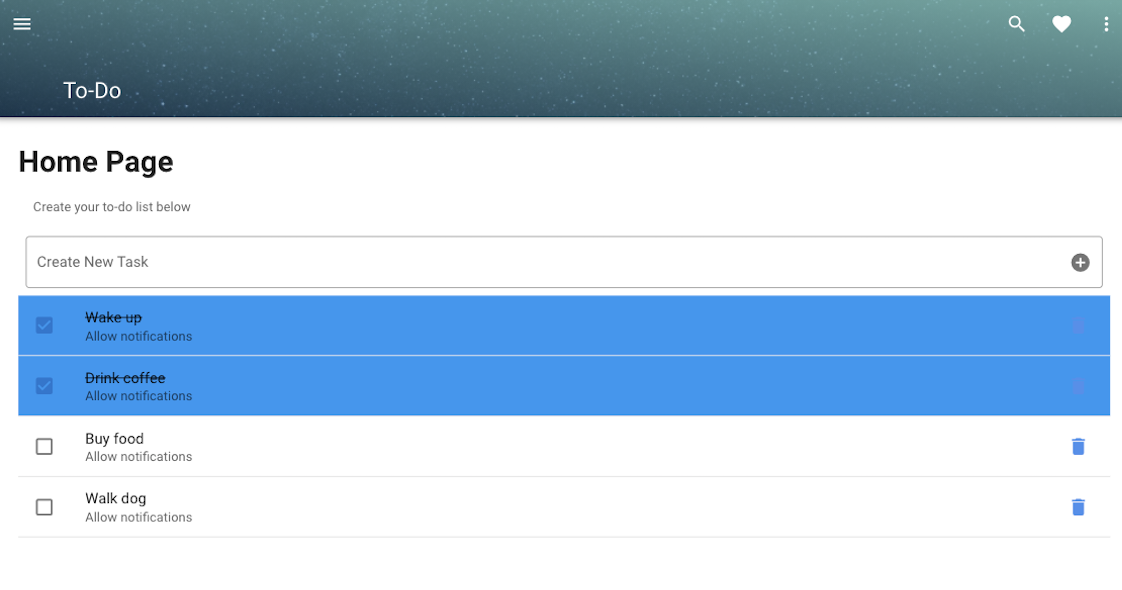 To-Do
Home Page
Create your to-do list below
Create New Task
Wake up
Allow notifications
Drink coffee
Allow notifications
Buy food
Allow notifications
Walk dog
Allow notifications